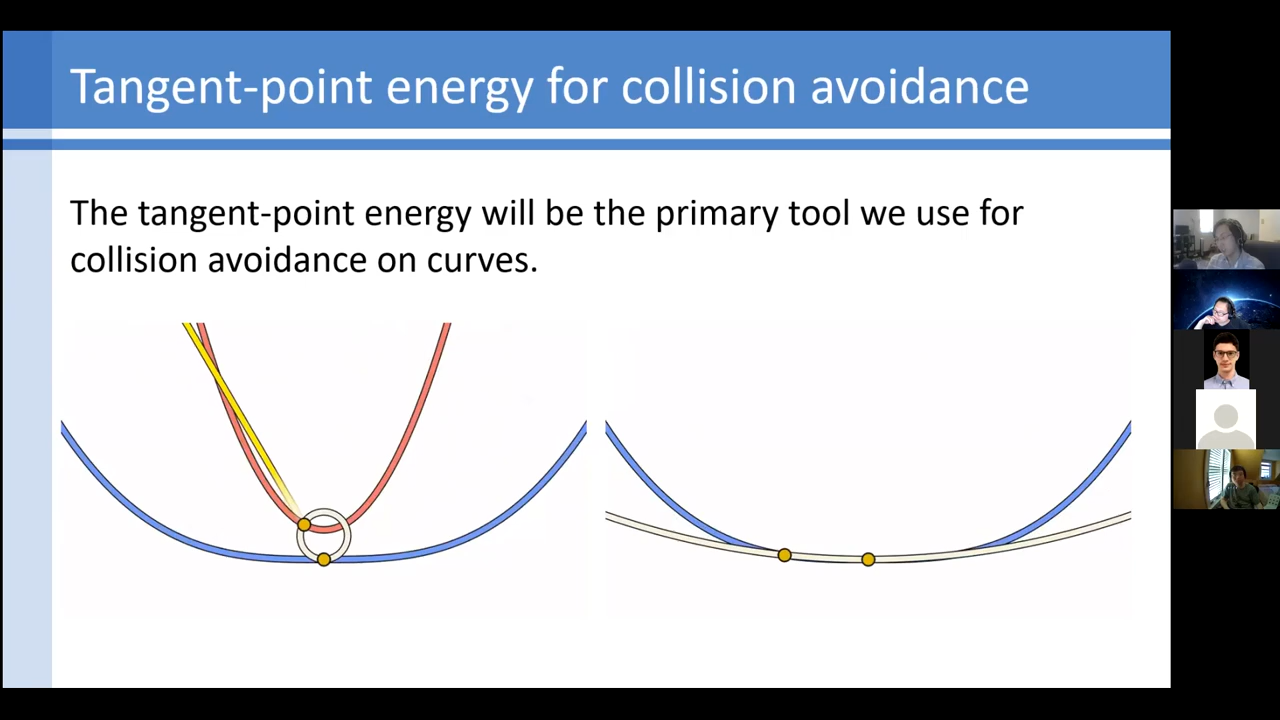 Tangent-point energy for collision avoidance
The tangent-point energy will be the primary tool we use for
collision avoidance on curves.